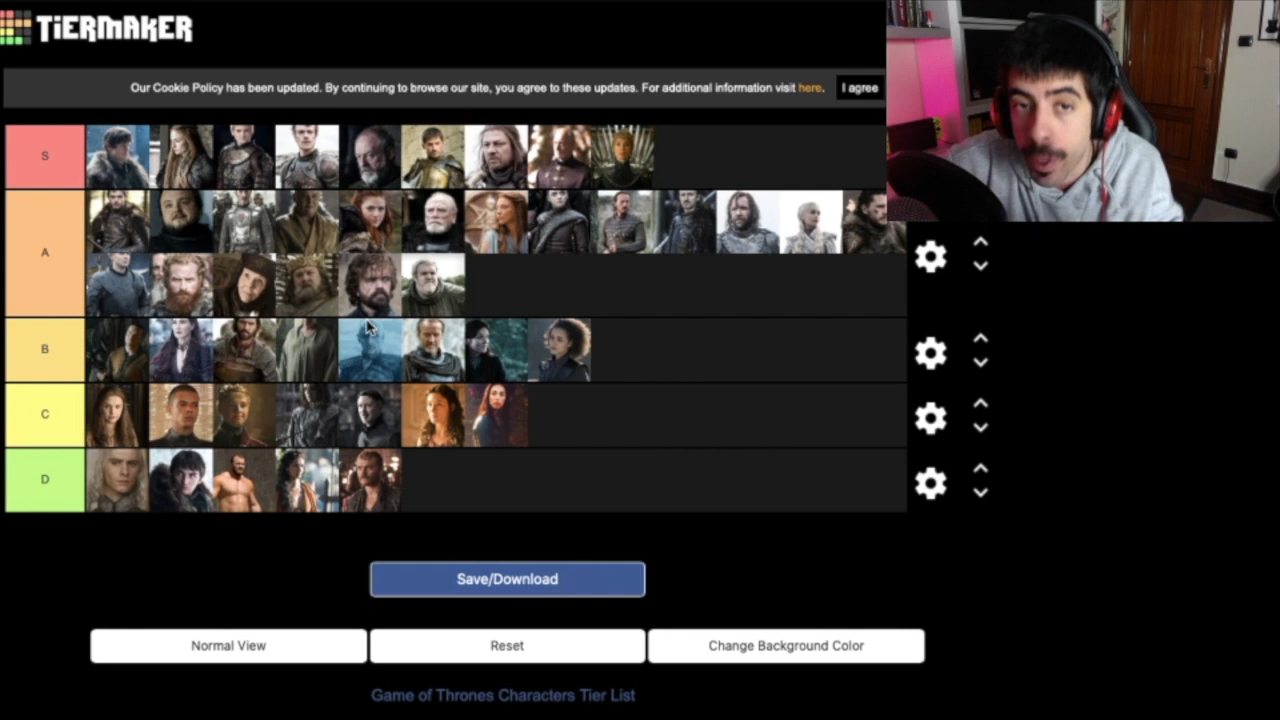 TiERMAKER
Our Cookie Policy has been updated. By continuing to browse our site, you agree to these updates. For additional information visit here. I agree
S
A
B
C
D
Save/Download
Normal View Reset Change Background Color
Game of Thrones Characters Tier List